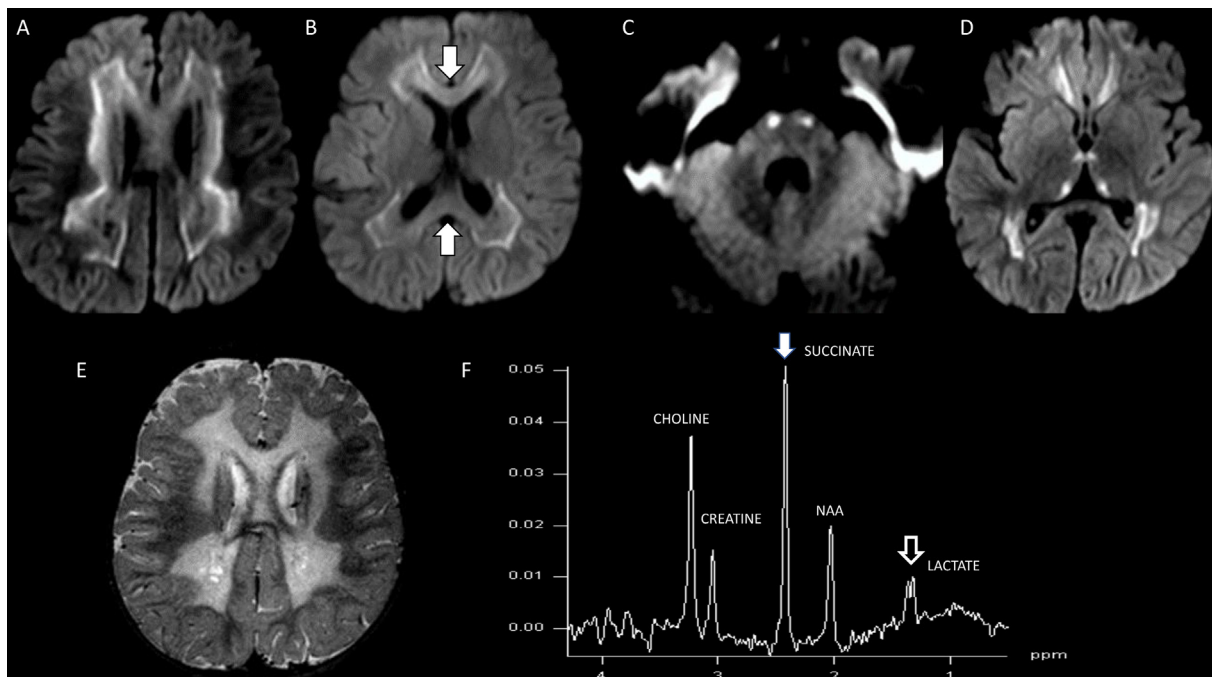 A
B
C
D
E
F
SUCCINATE
0.05
CHOLINE
0.04
0.03
CREATINE
NAA
0.02
LACTATE
0.01
0.00
ppm
4
3
2
1